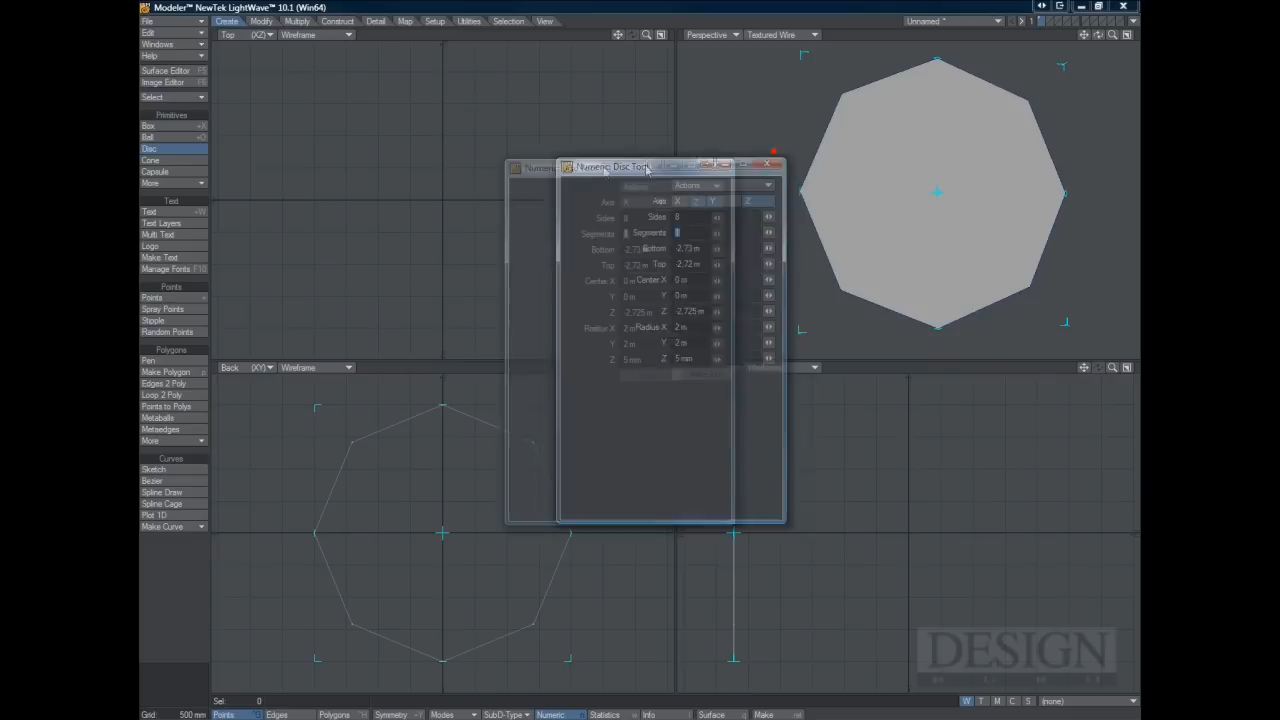 Modeler™ NewTek LightWave™ 10.1 (Win64)
File Create Modify Multiply Construct Detail Map Setup Utilities Selection View Unnamed * 1
Edit Top (XZ) Wireframe Perspective Textured Wire
Windows
Help
Surface Editor F5
Image Editor F6
Select
Primitives
Box +X
Ball +O
Disc
Cone
Capsule
More
Text
Text +W
Text Layers
Multi Text
Logo
Make Text
Manage Fonts F10
Points
Points +
Spray Points
Stipple
Random Points
Polygons
Pen
Make Polygon p
Edges 2 Poly
Loop 2 Poly
Points to Polys
Metaballs
Metaedges
More
Curves
Sketch
Bezier
Spline Draw
Spline Cage
Plot 1D
Make Curve
Numeric: Disc Tool
Actions
Axis X Y Z
Sides 8
Segments 1
Bottom -2,73 m
Top -2,72 m
Center X 0 m
Y 0 m
Z -2,725 m
Radius X 2 m
Y 2 m
Z 5 mm
Back (XY) Wireframe
DESIGN
Sel: 0 W T M C S (none)
Grid: 500 mm Points Edges Polygons Symmetry Modes SubD-Type Numeric n Statistics w Info i Surface q Make ret